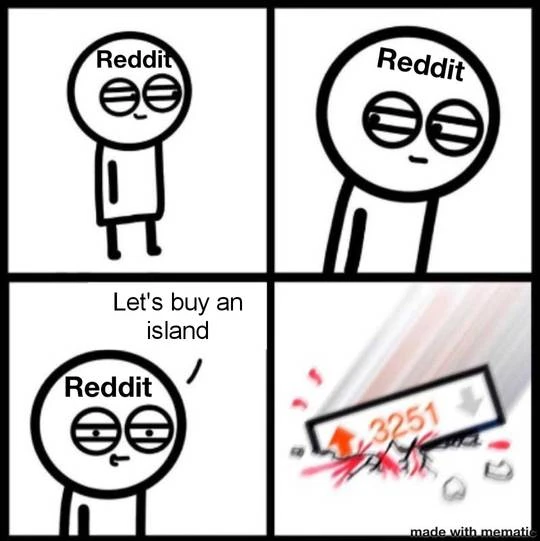 Reddit
Reddit
Let's buy an
island
Reddit
3251
made with mematic